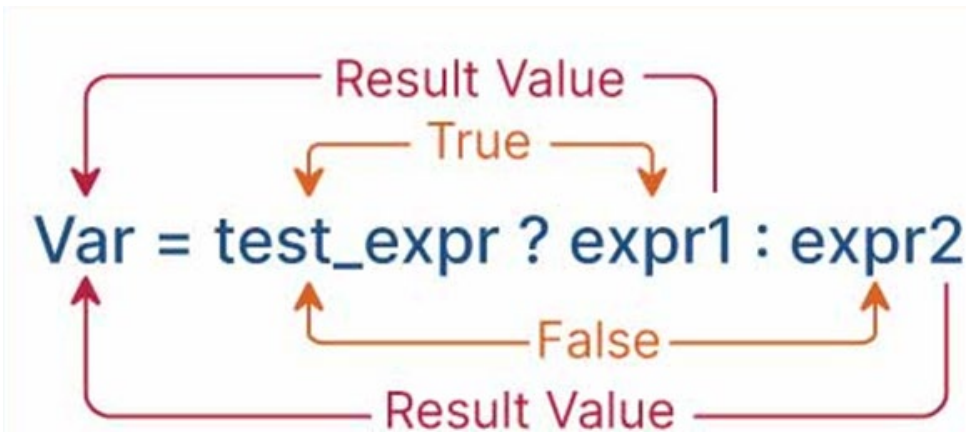 Result Value
True
Var = test_expr ? expr1 : expr2
False
Result Value